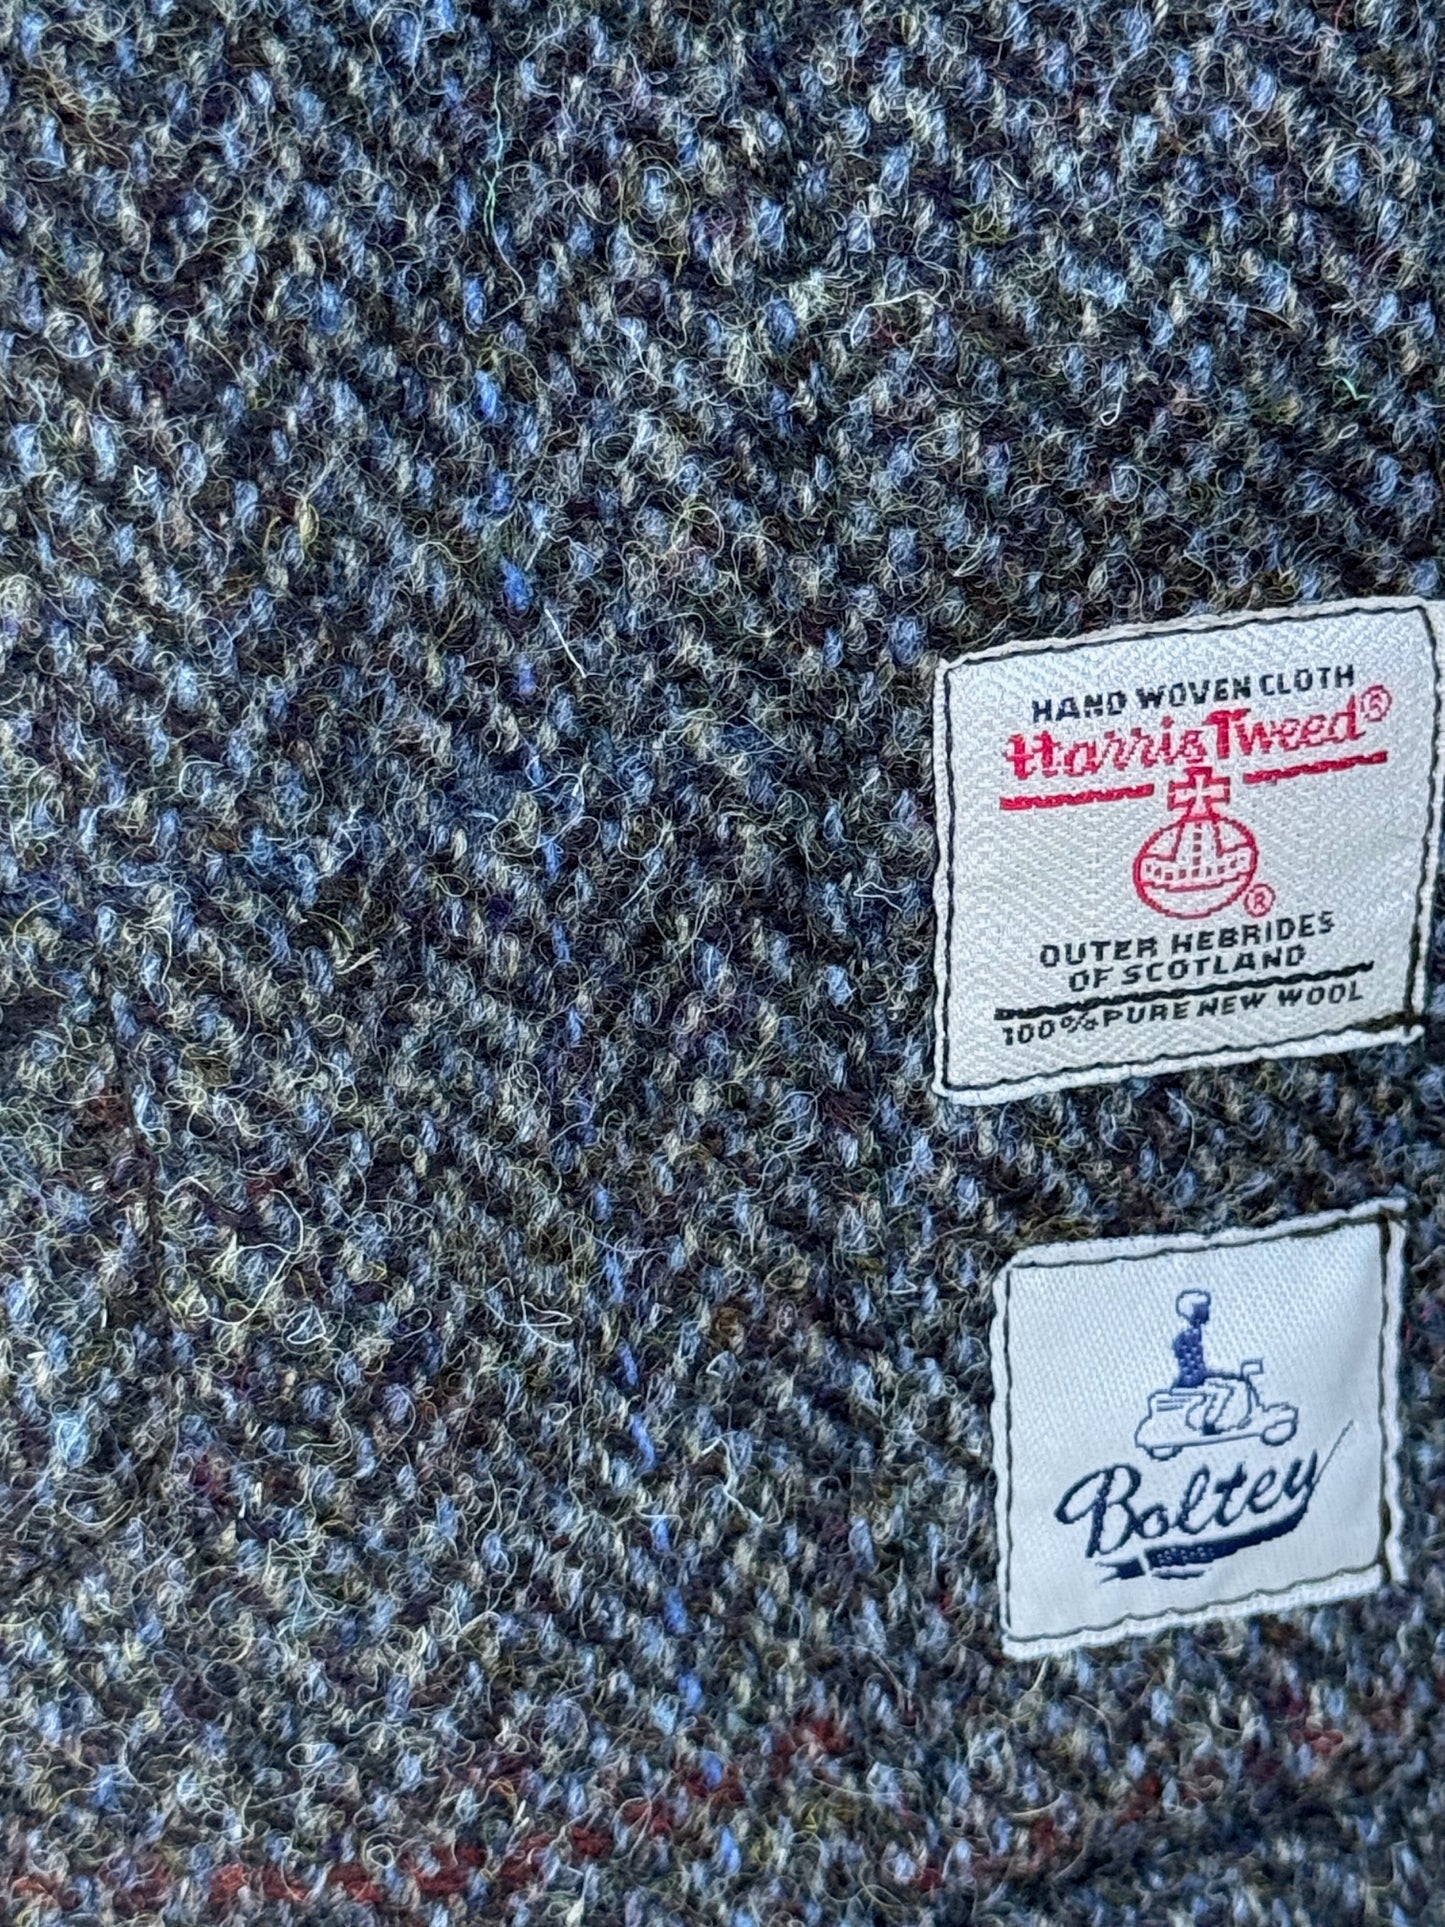 HAND WOVEN CLOTH
Harris Tweed®
®
OUTER HEBRIDES
OF SCOTLAND
100% PURE NEW WOOL
Boltey